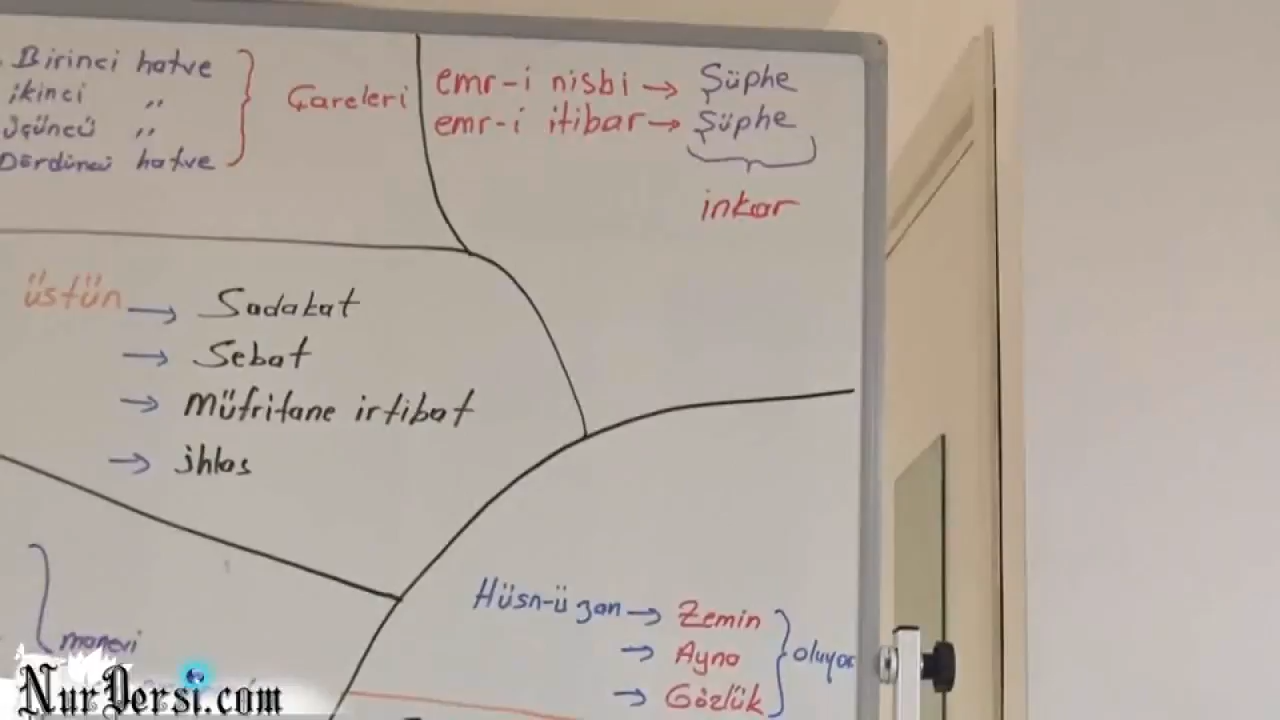 Birinci hatve
ikinci ,,
üçüncü ,,
Dördüncü hatve
Çareleri
emr-i nisbi → Şüphe
emr-i itibar → Şüphe
inkar
üstün → Sadakat
→ Sebat
→ Müfritane irtibat
→ ihlas
manevi
Hüsn-ü zan → Zemin
→ Ayna
→ Gözlük
oluyor
NurDersi.com